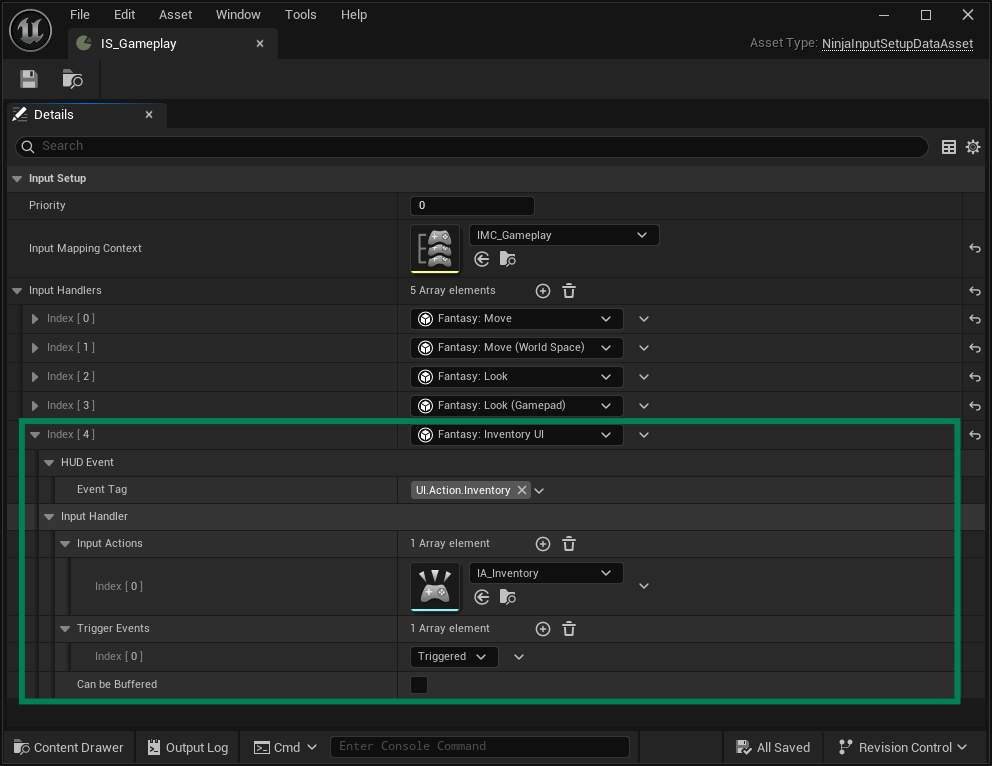 File Edit Asset Window Tools Help
IS_Gameplay
Asset Type: NinjaInputSetupDataAsset
Details
Search
Input Setup
Priority 0
Input Mapping Context IMC_Gameplay
Input Handlers 5 Array elements
Index [ 0 ] Fantasy: Move
Index [ 1 ] Fantasy: Move (World Space)
Index [ 2 ] Fantasy: Look
Index [ 3 ] Fantasy: Look (Gamepad)
Index [ 4 ] Fantasy: Inventory UI
HUD Event
Event Tag UI.Action.Inventory
Input Handler
Input Actions 1 Array element
Index [ 0 ] IA_Inventory
Trigger Events 1 Array element
Index [ 0 ] Triggered
Can be Buffered
Content Drawer Output Log Cmd Enter Console Command All Saved Revision Control